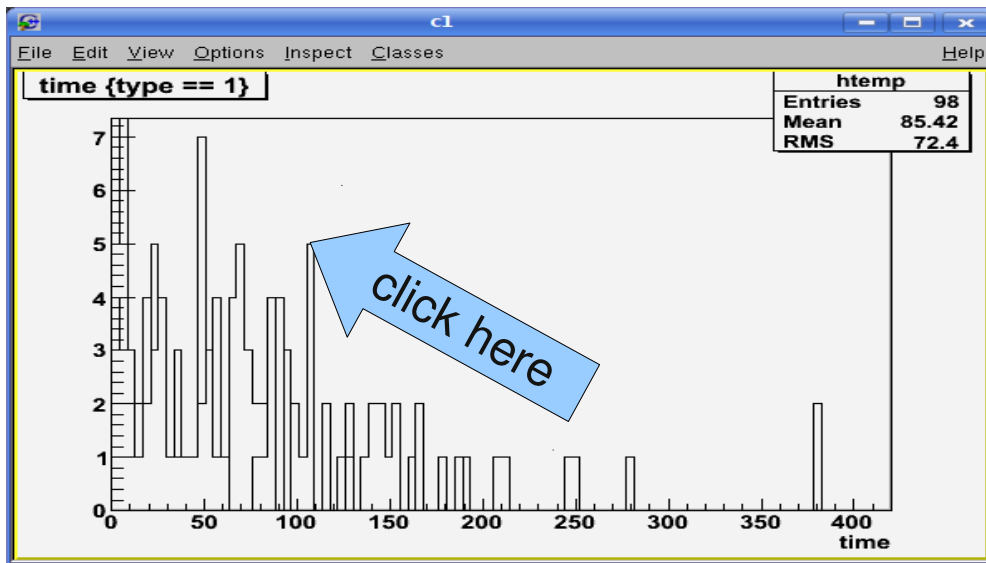 c1
File Edit View Options Inspect Classes Help
time {type == 1}
htemp
Entries 98
Mean 85.42
RMS 72.4
7
6
5
4
3
2
1
0
click here
0 50 100 150 200 250 300 350 400
time